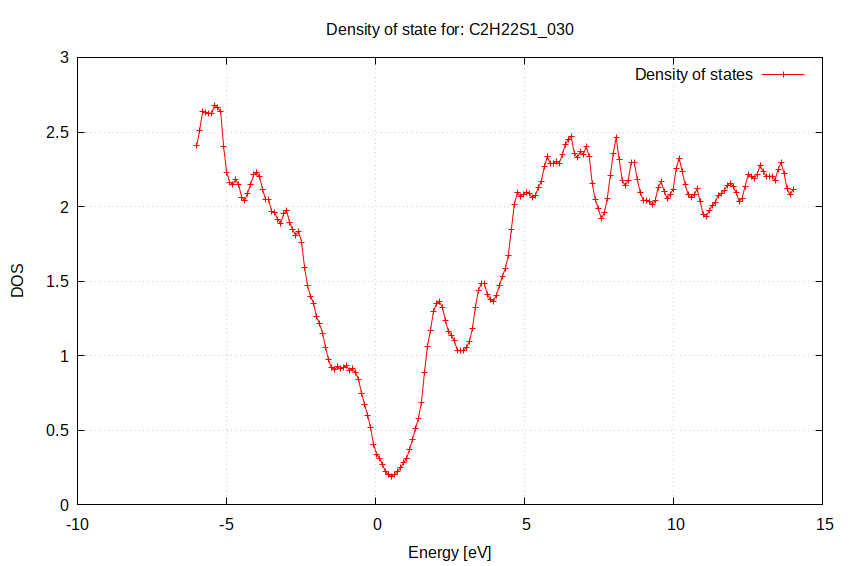 Density of state for: C2H22S1_030
Density of states
3
2.5
2
1.5
1
0.5
0
DOS
-10 -5 0 5 10 15
Energy [eV]